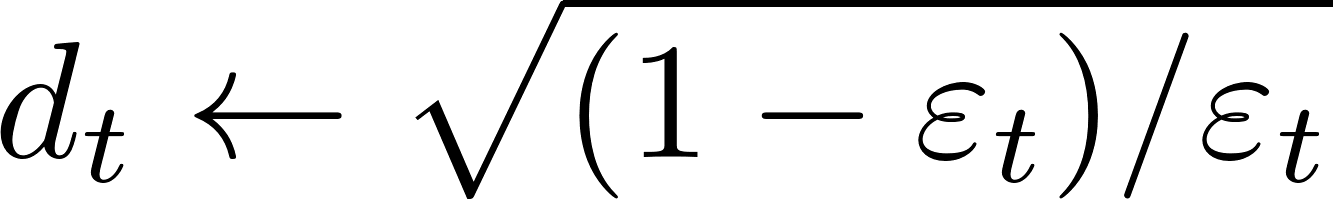 d_t ← √((1 − ε_t)/ε_t)